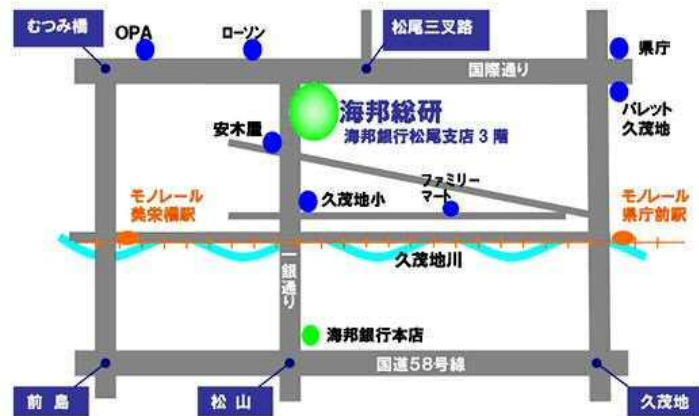 むつみ橋
OPA
ローソン
松尾三叉路
県庁
国際通り
海邦総研
海邦銀行松尾支店3階
パレット
久茂地
安木屋
ファミリー
マート
久茂地小
モノレール
美栄橋駅
モノレール
県庁前駅
久茂地川
一銀通り
海邦銀行本店
国道58号線
前島
松山
久茂地